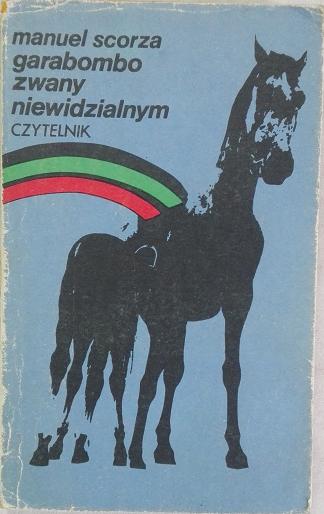 manuel scorza
garabombo
zwany
niewidzialnym
CZYTELNIK